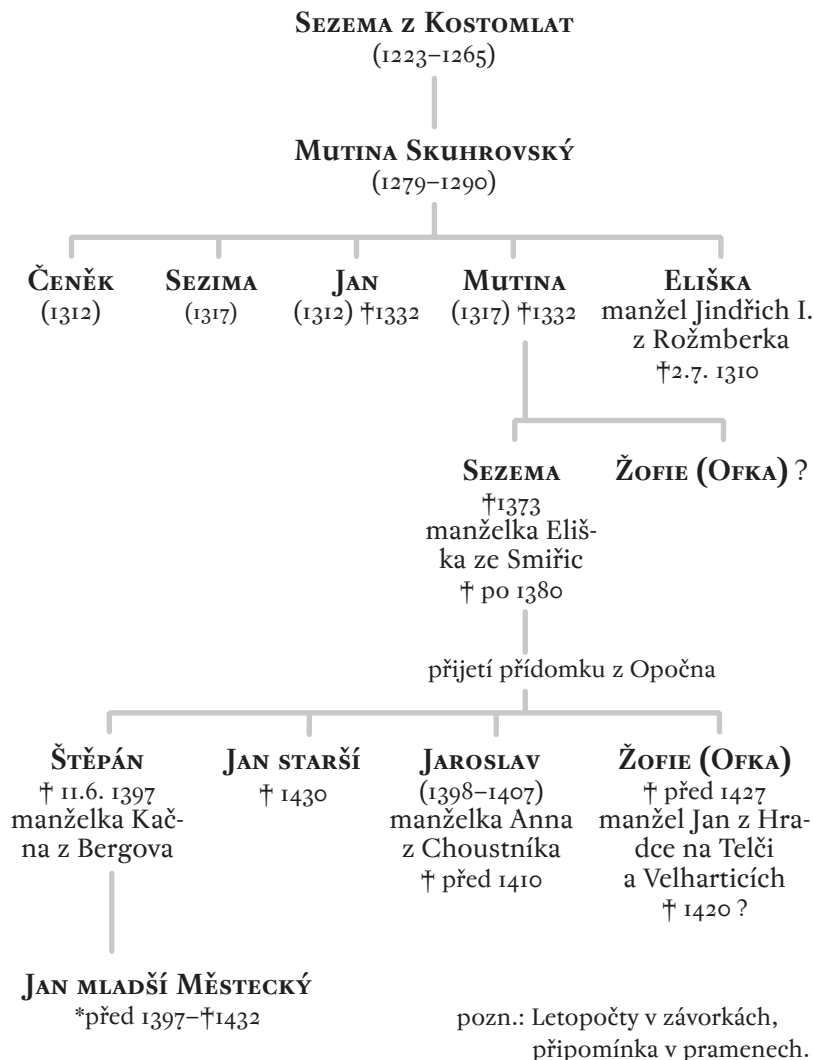 Sezema z Kostomlat
(1223–1265)
Mutina Skuhrovský
(1279–1290)
Čeněk
(1312)
Sezima
(1317)
Jan
(1312) †1332
Mutina
(1317) †1332
Eliška
manžel Jindřich I.
z Rožmberka
†2.7. 1310
Sezema
†1373
manželka Eliš-
ka ze Smiřic
† po 1380
Žofie (Ofka) ?
přijetí přídomku z Opočna
Štěpán
† 11.6. 1397
manželka Kač-
na z Bergova
Jan starší
† 1430
Jaroslav
(1398–1407)
manželka Anna
z Choustníka
† před 1410
Žofie (Ofka)
† před 1427
manžel Jan z Hra-
dce na Telči
a Velharticích
† 1420 ?
Jan mladší Městecký
*před 1397–†1432
pozn.: Letopočty v závorkách,
připomínka v pramenech.